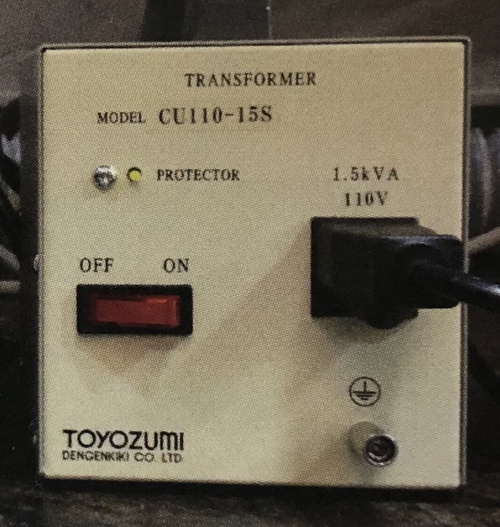 TRANSFORMER
MODEL CU110-15S
PROTECTOR
1.5kVA
110V
OFF ON
TOYOZUMI
DENGENKIKI CO. LTD.